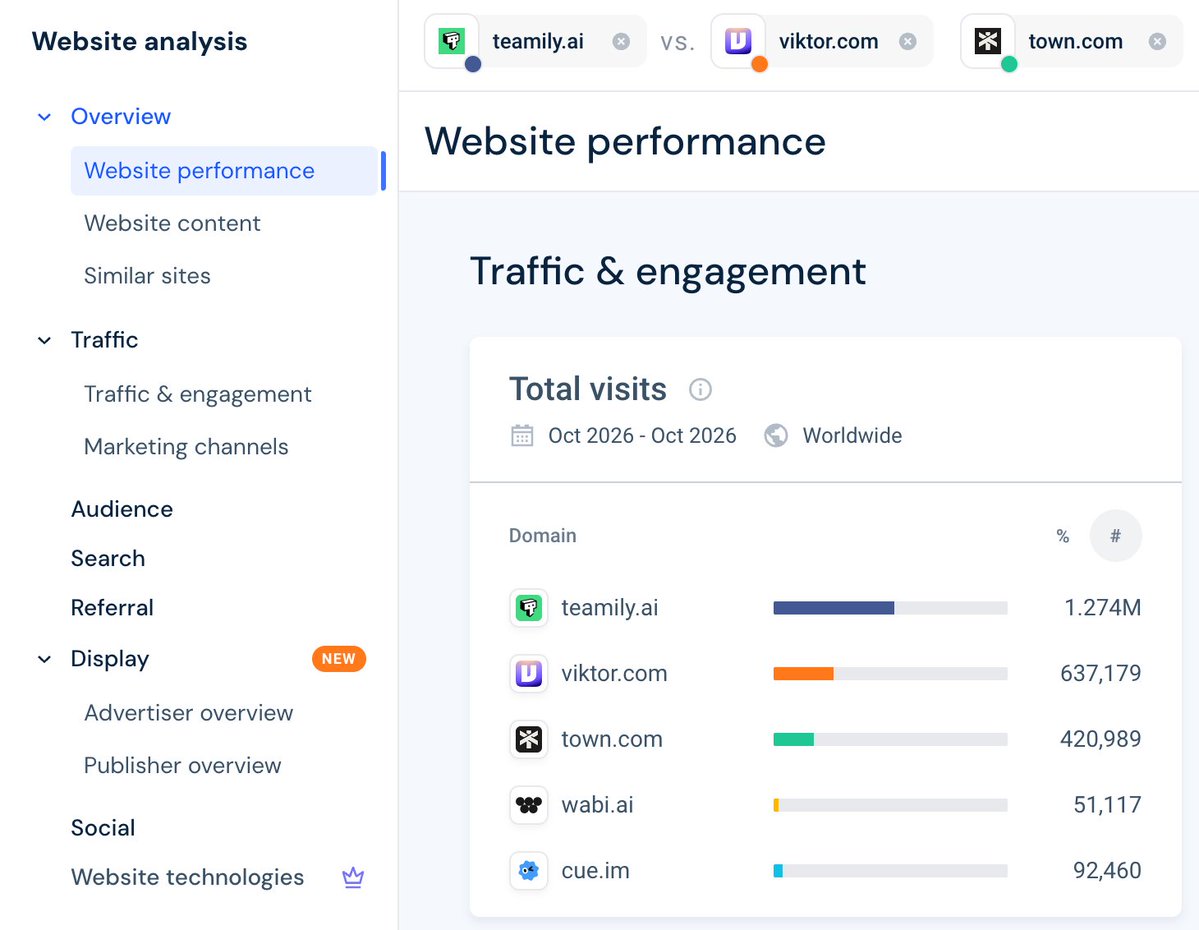 Website analysis
teamily.ai
vs.
viktor.com
town.com
Overview
Website performance
Website content
Similar sites
Traffic
Traffic & engagement
Marketing channels
Audience
Search
Referral
Display
NEW
Advertiser overview
Publisher overview
Social
Website technologies
Website performance
Traffic & engagement
Total visits
Oct 2026 - Oct 2026 Worldwide
Domain % #
teamily.ai 1.274M
viktor.com 637,179
town.com 420,989
wabi.ai 51,117
cue.im 92,460